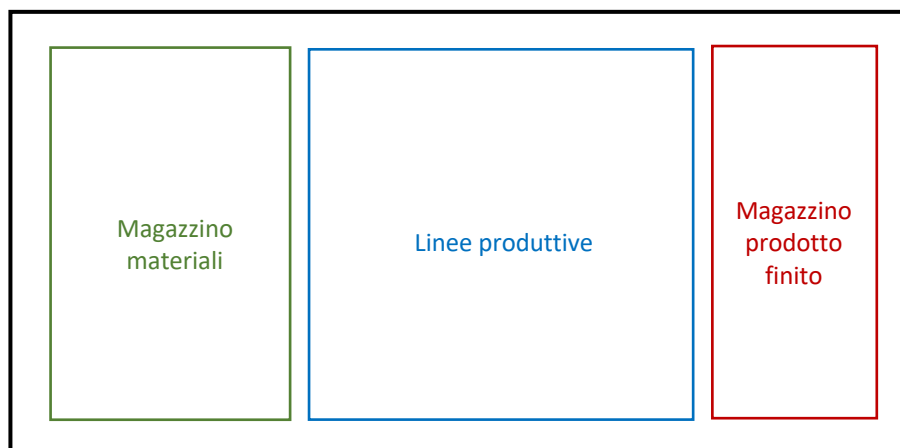 Magazzino
materiali
Linee produttive
Magazzino
prodotto
finito